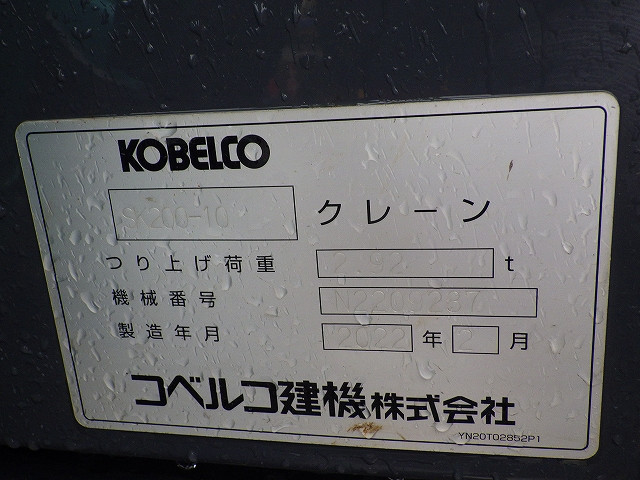 KOBELCO
SK200-10 クレーン
つり上げ荷重 2.92 t
機械番号
製造年月 2022 年 2 月
コベルコ建機株式会社
YN20T02852P1